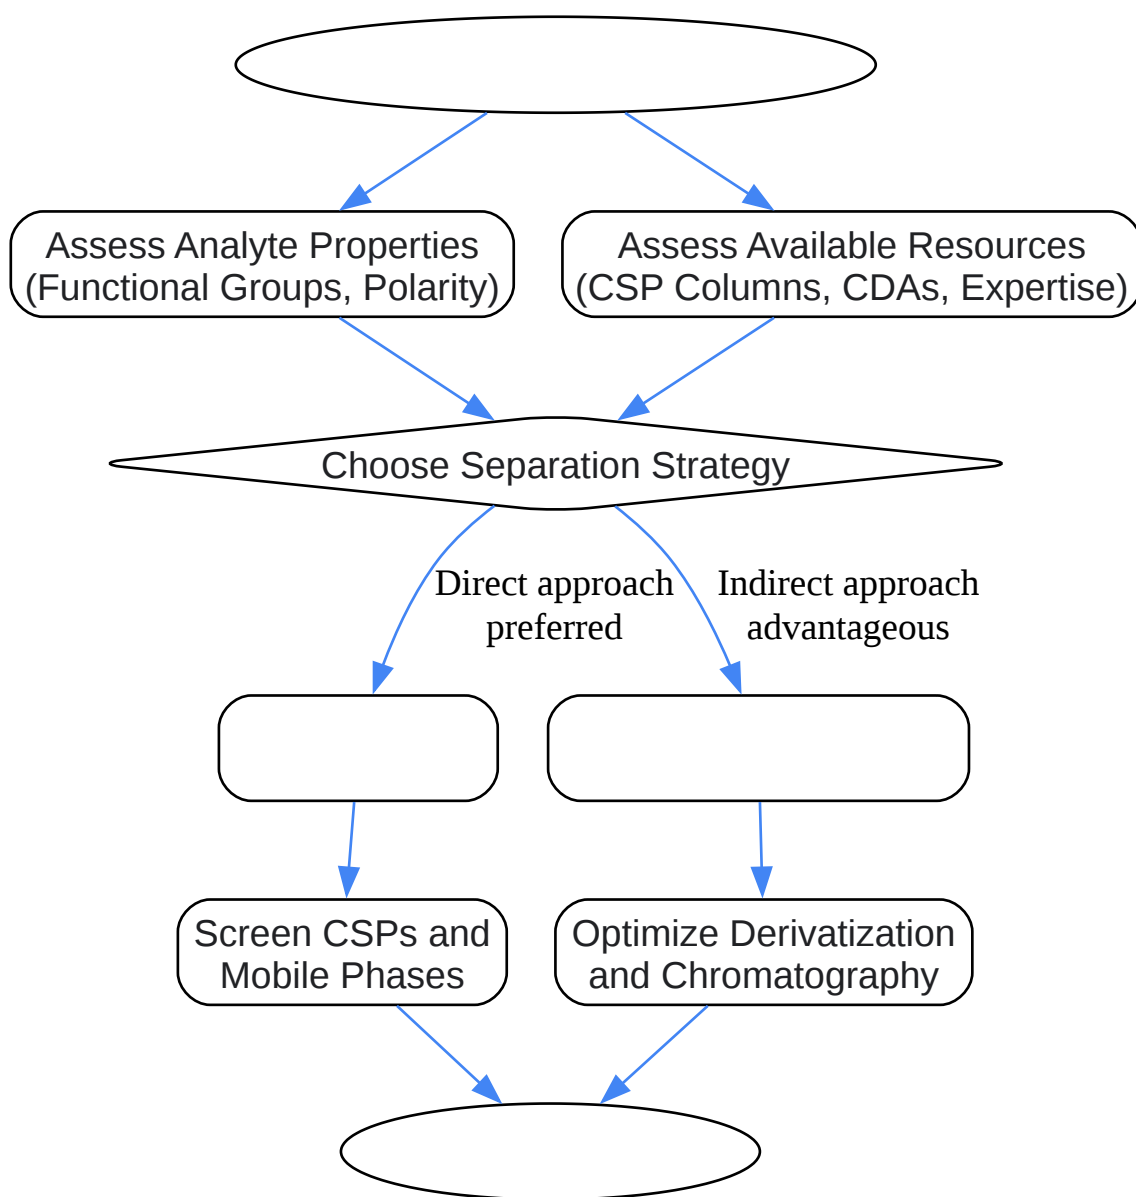 Assess Analyte Properties
(Functional Groups, Polarity)
Assess Available Resources
(CSP Columns, CDAs, Expertise)
Choose Separation Strategy
Direct approach
preferred
Indirect approach
advantageous
Screen CSPs and
Mobile Phases
Optimize Derivatization
and Chromatography